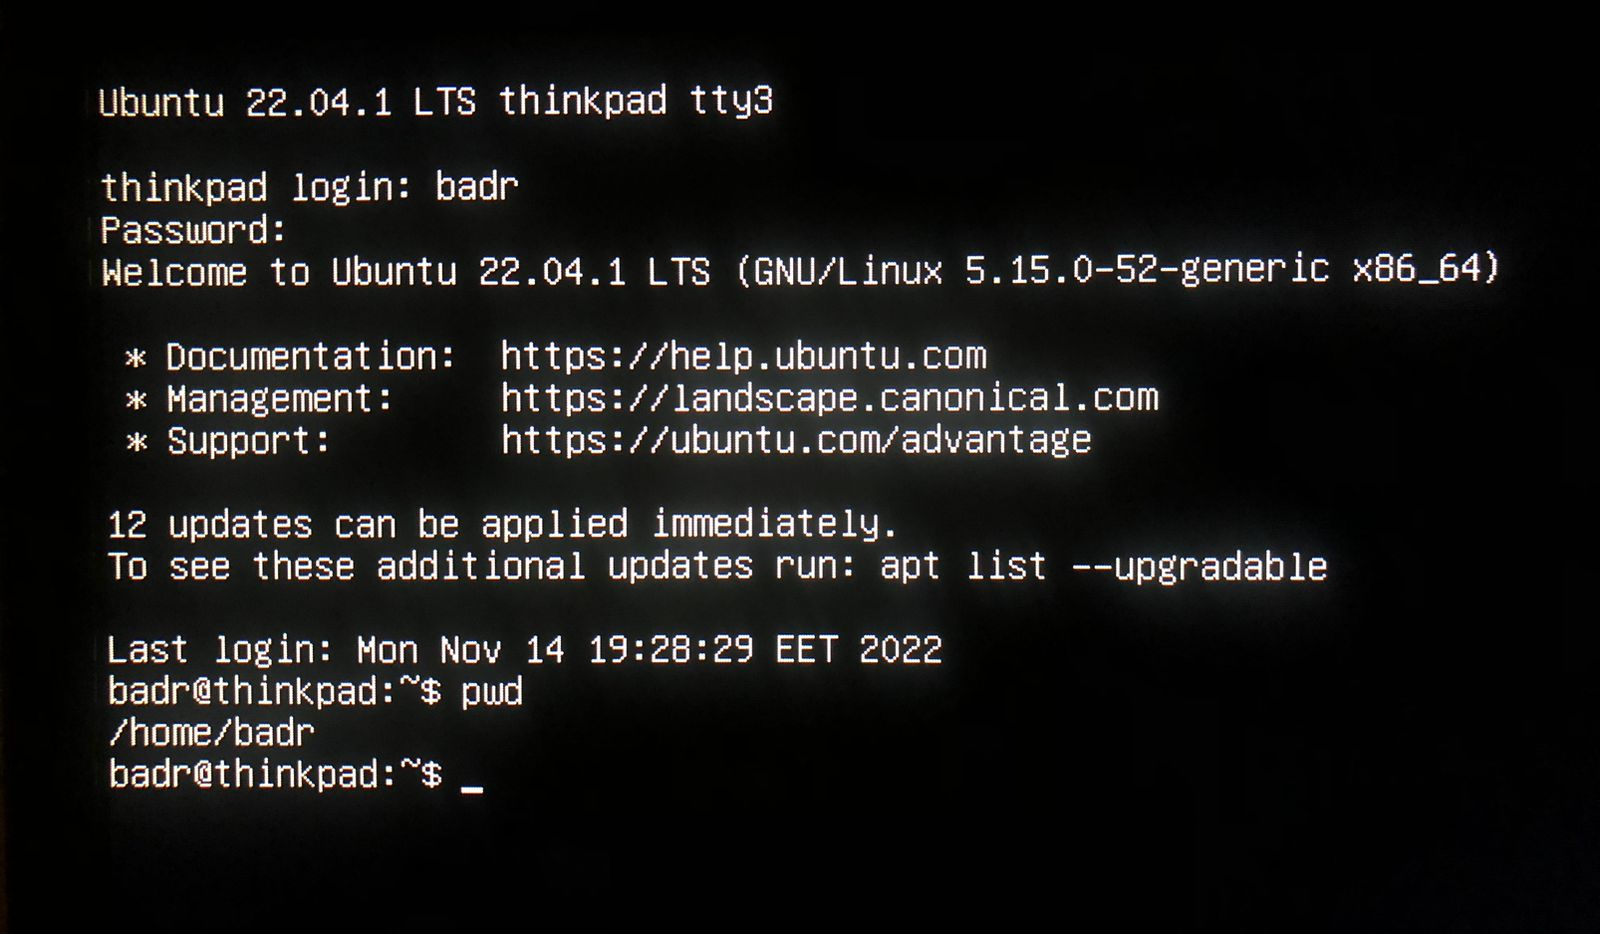 Ubuntu 22.04.1 LTS thinkpad tty3
thinkpad login: badr
Password:
Welcome to Ubuntu 22.04.1 LTS (GNU/Linux 5.15.0-52-generic x86_64)
* Documentation:  https://help.ubuntu.com
* Management:     https://landscape.canonical.com
* Support:        https://ubuntu.com/advantage
12 updates can be applied immediately.
To see these additional updates run: apt list --upgradable
Last login: Mon Nov 14 19:28:29 EET 2022
badr@thinkpad:~$ pwd
/home/badr
badr@thinkpad:~$ _